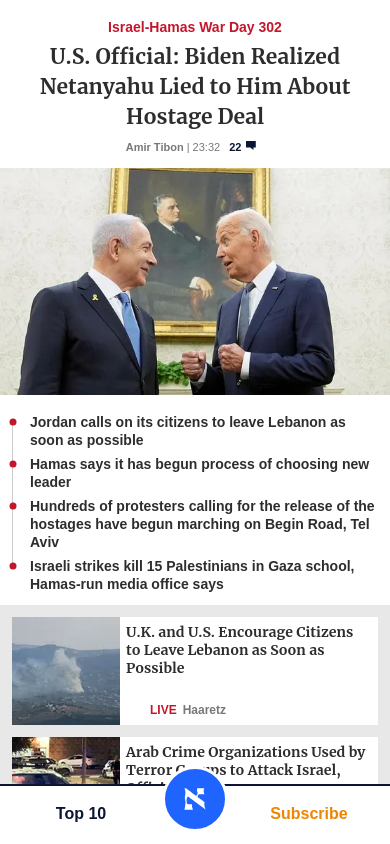 Israel-Hamas War Day 302
U.S. Official: Biden Realized
Netanyahu Lied to Him About
Hostage Deal
Amir Tibon | 23:32 22
Jordan calls on its citizens to leave Lebanon as
soon as possible
Hamas says it has begun process of choosing new
leader
Hundreds of protesters calling for the release of the
hostages have begun marching on Begin Road, Tel
Aviv
Israeli strikes kill 15 Palestinians in Gaza school,
Hamas-run media office says
U.K. and U.S. Encourage Citizens
to Leave Lebanon as Soon as
Possible
LIVE Haaretz
Arab Crime Organizations Used by
Terror Groups to Attack Israel,
Top 10
Subscribe